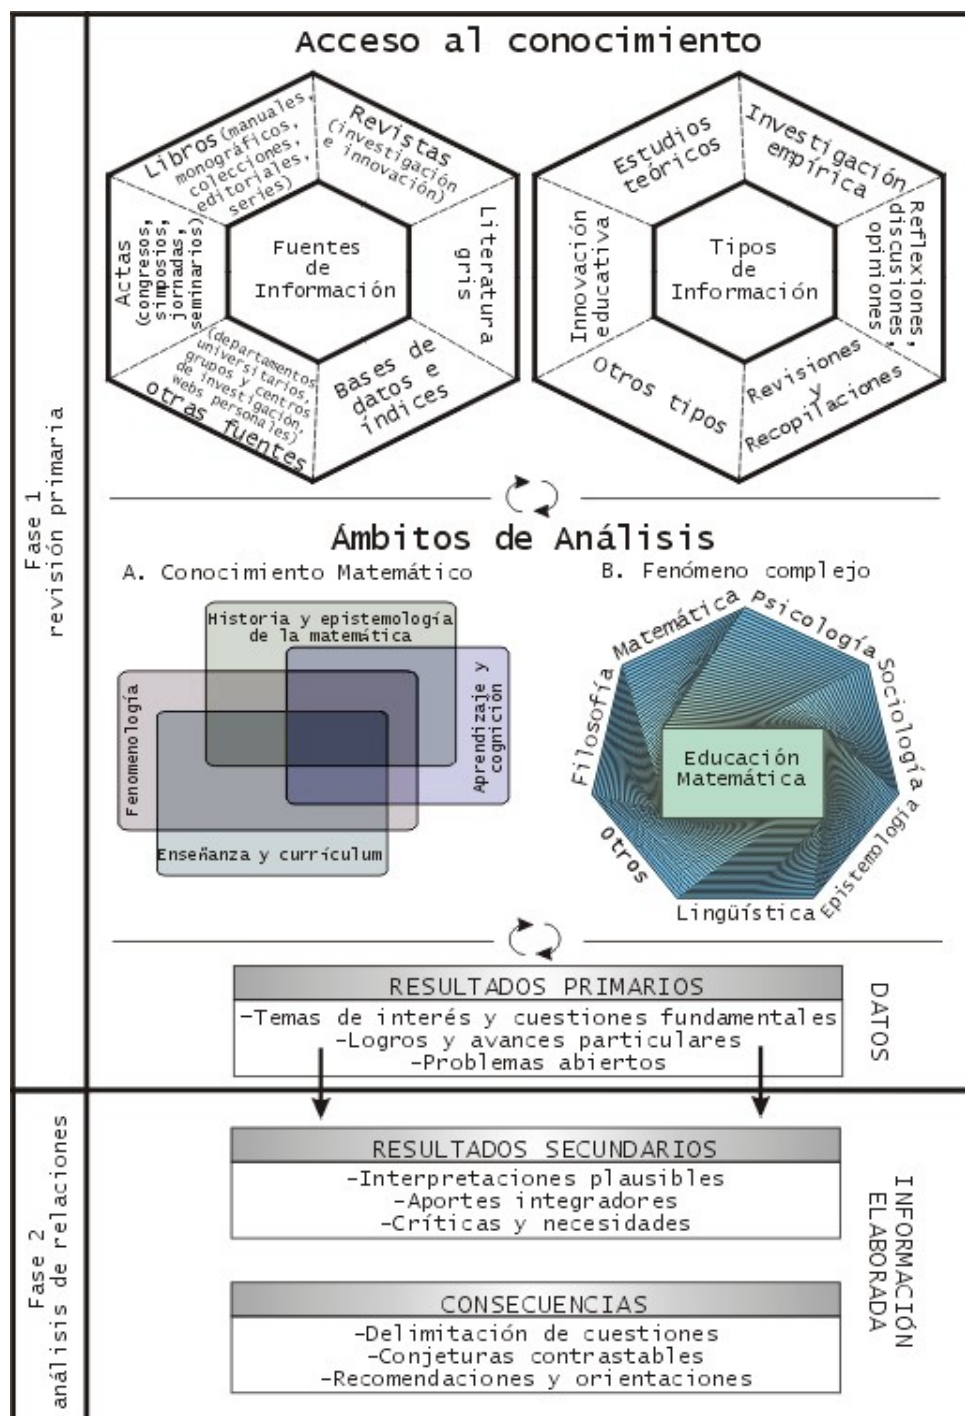 Acceso al conocimiento
Libros (manuales,
monográficos,
colecciones,
editoriales,
series)
Revistas
(investigación
e innovación)
Literatura
gris
Bases de
datos e
índices
(departamentos
universitarios,
grupos y centros
de investigación,
webs personales)
otras fuentes
Actas
(congresos,
simposios,
jornadas,
seminarios)
Fuentes
de
Información
Estudios
teóricos
Investigación
empírica
Reflexiones,
discusiones,
opiniones
Revisiones
y
Recopilaciones
Otros tipos
Innovación
educativa
Tipos
de
Información
Fase 1
revisión primaria
Ámbitos de Análisis
A. Conocimiento Matemático
Historia y epistemología
de la matemática
Fenomenología
Aprendizaje y
cognición
Enseñanza y currículum
B. Fenómeno complejo
Matemática
Psicología
Sociología
Epistemología
Lingüística
Otros
Filosofía
Educación
Matemática
RESULTADOS PRIMARIOS
-Temas de interés y cuestiones fundamentales
-Logros y avances particulares
-Problemas abiertos
DATOS
Fase 2
análisis de relaciones
RESULTADOS SECUNDARIOS
-Interpretaciones plausibles
-Aportes integradores
-Críticas y necesidades
INFORMACIÓN
ELABORADA
CONSECUENCIAS
-Delimitación de cuestiones
-Conjeturas contrastables
-Recomendaciones y orientaciones